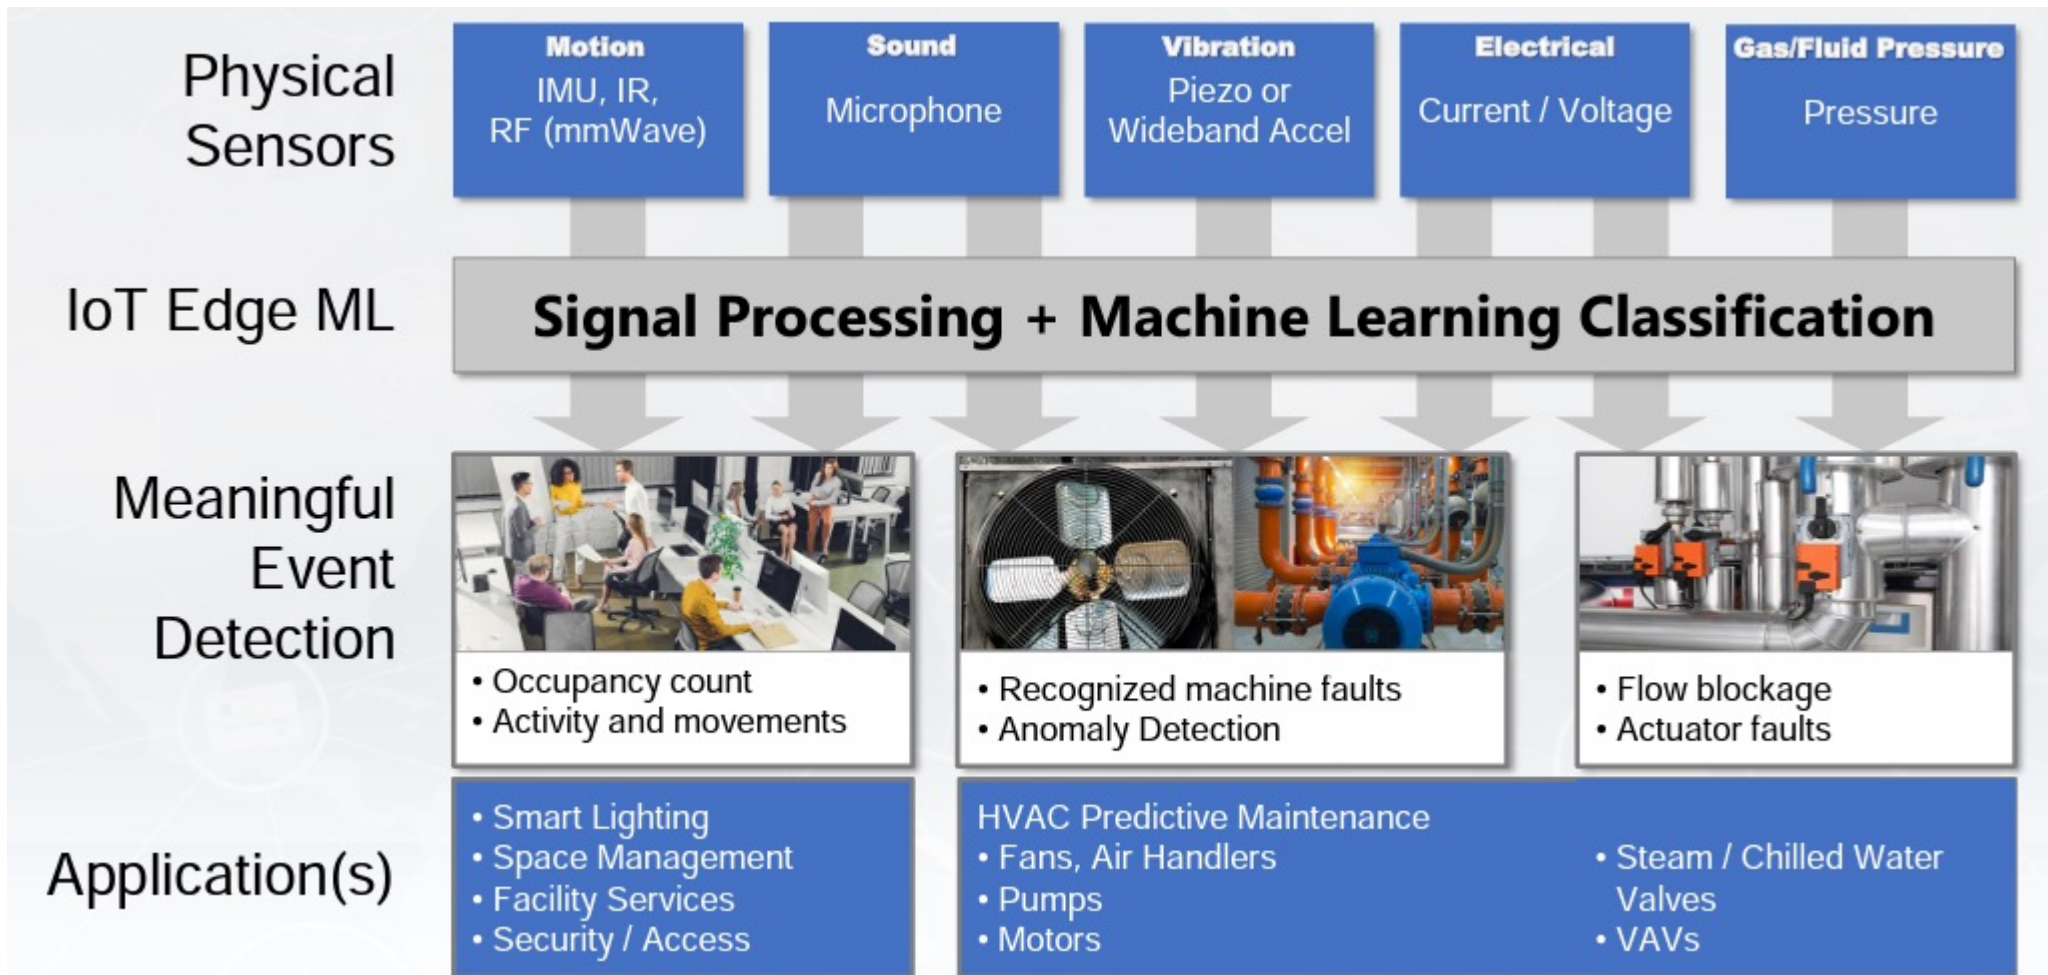 Physical
Sensors
Motion
IMU, IR,
RF (mmWave)
Sound
Microphone
Vibration
Piezo or
Wideband Accel
Electrical
Current / Voltage
Gas/Fluid Pressure
Pressure
IoT Edge ML
Signal Processing + Machine Learning Classification
Meaningful
Event
Detection
• Occupancy count
• Activity and movements
• Recognized machine faults
• Anomaly Detection
• Flow blockage
• Actuator faults
Application(s)
• Smart Lighting
• Space Management
• Facility Services
• Security / Access
HVAC Predictive Maintenance
• Fans, Air Handlers
• Pumps
• Motors
• Steam / Chilled Water
Valves
• VAVs